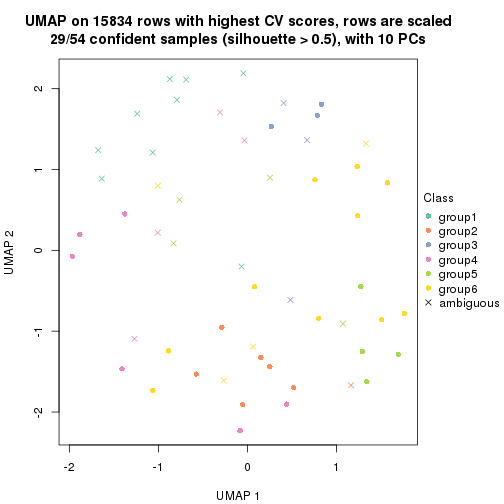 UMAP on 15834 rows with highest CV scores, rows are scaled
29/54 confident samples (silhouette > 0.5), with 10 PCs
2
1
0
-1
-2
UMAP 2
-2
-1
0
1
UMAP 1
Class
group1
group2
group3
group4
group5
group6
ambiguous